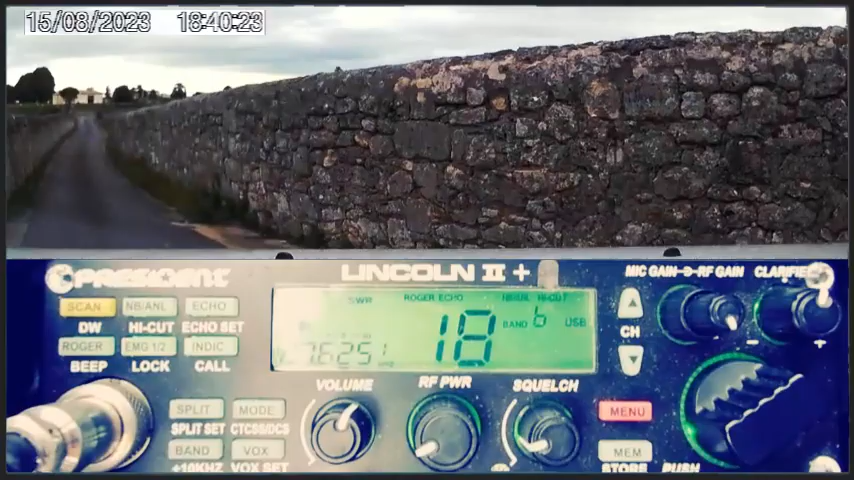 15/08/2023 18:40:23
PRESIDENT LINCOLN II + MIC GAIN-D-RF GAIN CLARIFIER
SCAN NB/ANL ECHO
DW HI-CUT ECHO SET
ROGER EMG 1/2 INDIC
BEEP LOCK CALL
SWR ROGER ECHO NB/ANL HI-CUT
18 BAND b USB
CH
VOLUME RF PWR SQUELCH
SPLIT MODE
SPLIT SET CTCSS/DCS
BAND VOX
+10KHZ VOX SET
MENU
MEM
STORE PUSH
- +